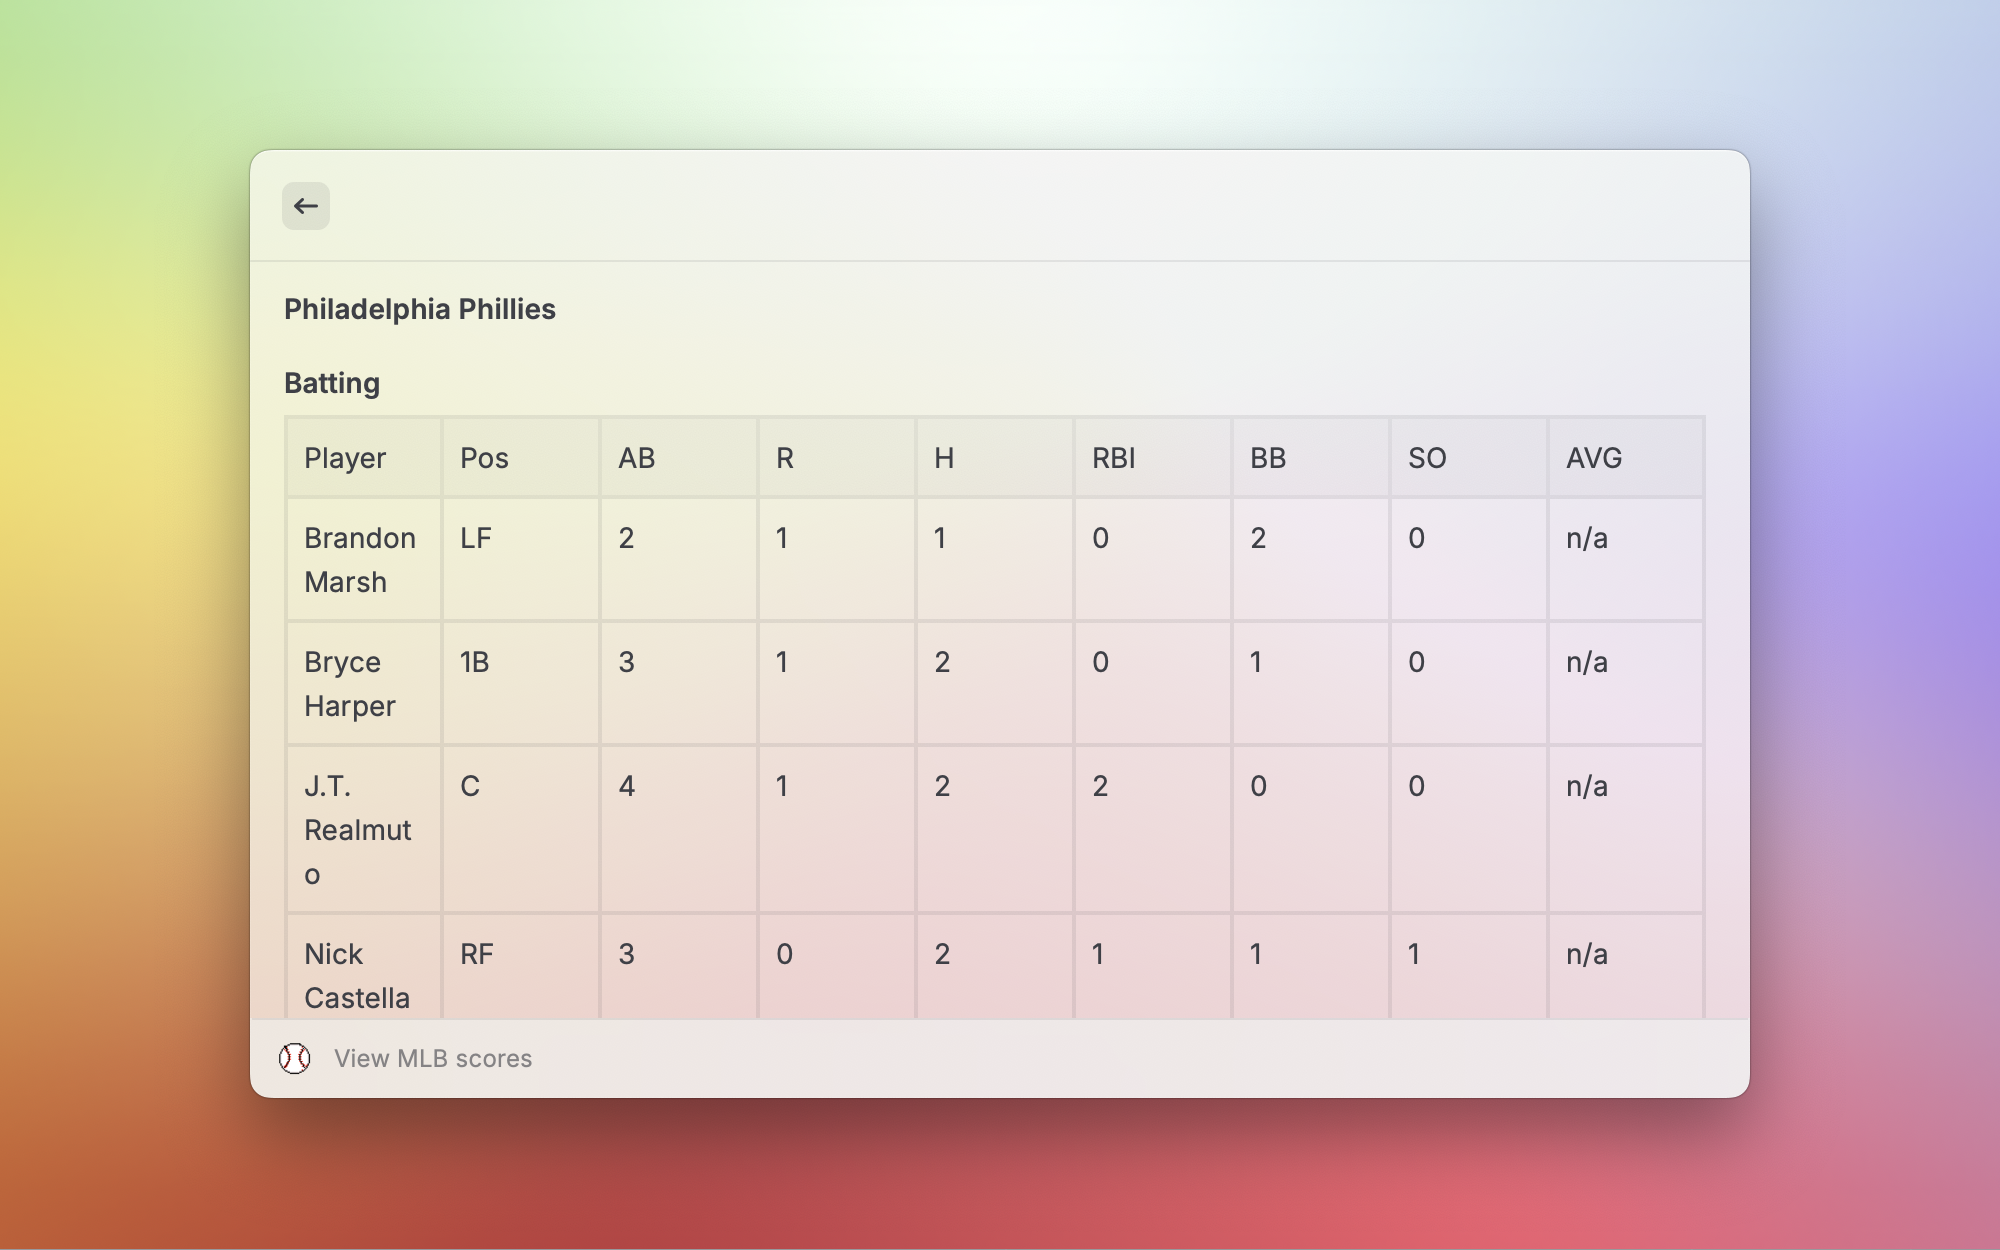 Philadelphia Phillies
Batting
Player Pos AB R H RBI BB SO AVG
Brandon LF 2 1 1 0 2 0 n/a
Marsh
Bryce 1B 3 1 2 0 1 0 n/a
Harper
J.T. C 4 1 2 2 0 0 n/a
Realmut
o
Nick RF 3 0 2 1 1 1 n/a
Castella
View MLB scores